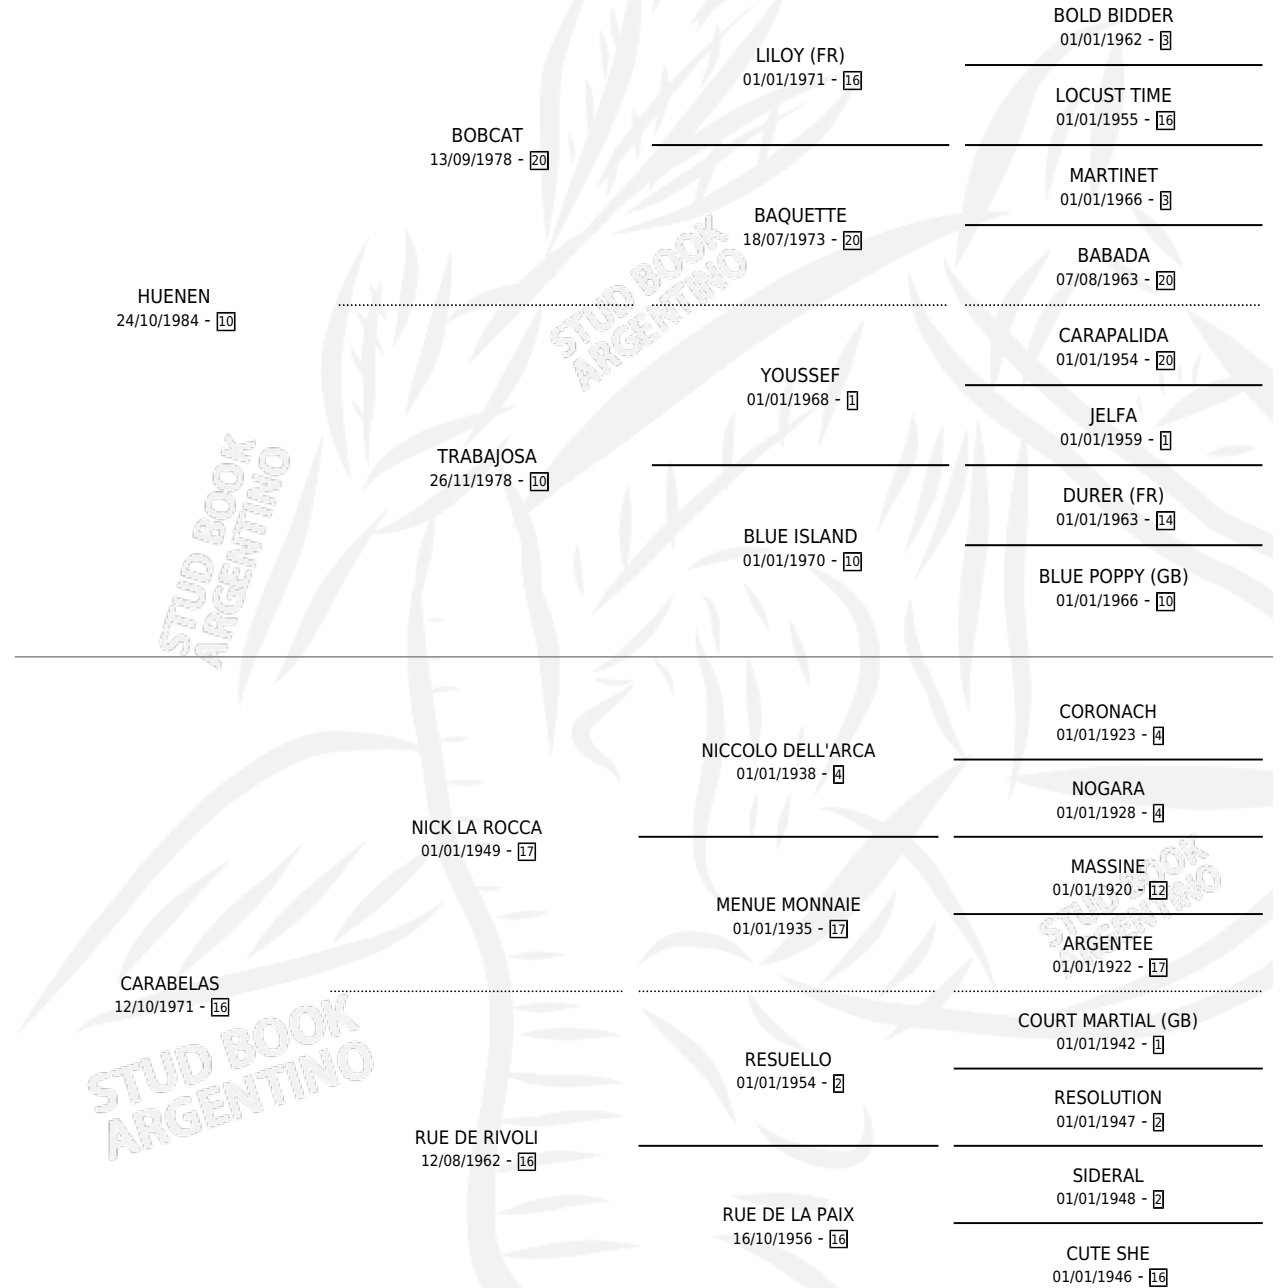 BOLD BIDDER
01/01/1962 - 3
LILOY (FR)
01/01/1971 - 16
LOCUST TIME
01/01/1955 - 16
BOBCAT
13/09/1978 - 20
MARTINET
01/01/1966 - 3
BAQUETTE
18/07/1973 - 20
BABADA
07/08/1963 - 20
HUENEN
24/10/1984 - 10
CARAPALIDA
01/01/1954 - 20
YOUSSEF
01/01/1968 - 1
JELFA
01/01/1959 - 1
TRABAJOSA
26/11/1978 - 10
DURER (FR)
01/01/1963 - 14
BLUE ISLAND
01/01/1970 - 10
BLUE POPPY (GB)
01/01/1966 - 10
STUD BOOK
ARGENTINO
STUD BOOK
ARGENTINO
CORONACH
01/01/1923 - 4
NICCOLO DELL'ARCA
01/01/1938 - 4
NOGARA
01/01/1928 - 4
NICK LA ROCCA
01/01/1949 - 17
MASSINE
01/01/1920 - 12
MENUE MONNAIE
01/01/1935 - 17
ARGENTEE
01/01/1922 - 17
STUD BOOK
ARGENTINO
CARABELAS
12/10/1971 - 16
COURT MARTIAL (GB)
01/01/1942 - 1
RESUELLO
01/01/1954 - 2
RESOLUTION
01/01/1947 - 2
STUD BOOK
ARGENTINO
RUE DE RIVOLI
12/08/1962 - 16
SIDERAL
01/01/1948 - 2
RUE DE LA PAIX
16/10/1956 - 16
CUTE SHE
01/01/1946 - 16